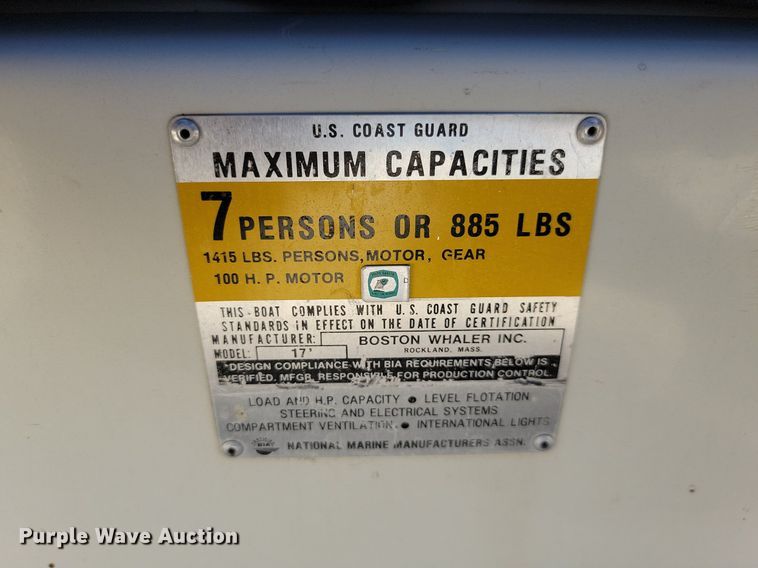 U.S. COAST GUARD
MAXIMUM CAPACITIES
7 PERSONS OR 885 LBS
1415 LBS. PERSONS, MOTOR, GEAR
100 H. P. MOTOR
THIS BOAT COMPLIES WITH U.S. COAST GUARD SAFETY
STANDARDS IN EFFECT ON THE DATE OF CERTIFICATION
MANUFACTURER: BOSTON WHALER INC.
ROCKLAND, MASS.
MODEL: 17'
*DESIGN COMPLIANCE WITH BIA REQUIREMENTS BELOW IS
VERIFIED. MFGR. RESPONSIBLE FOR PRODUCTION CONTROL.
LOAD AND H.P. CAPACITY • LEVEL FLOTATION
STEERING AND ELECTRICAL SYSTEMS
COMPARTMENT VENTILATION • INTERNATIONAL LIGHTS
BIA NATIONAL MARINE MANUFACTURERS ASSN.
Purple Wave Auction